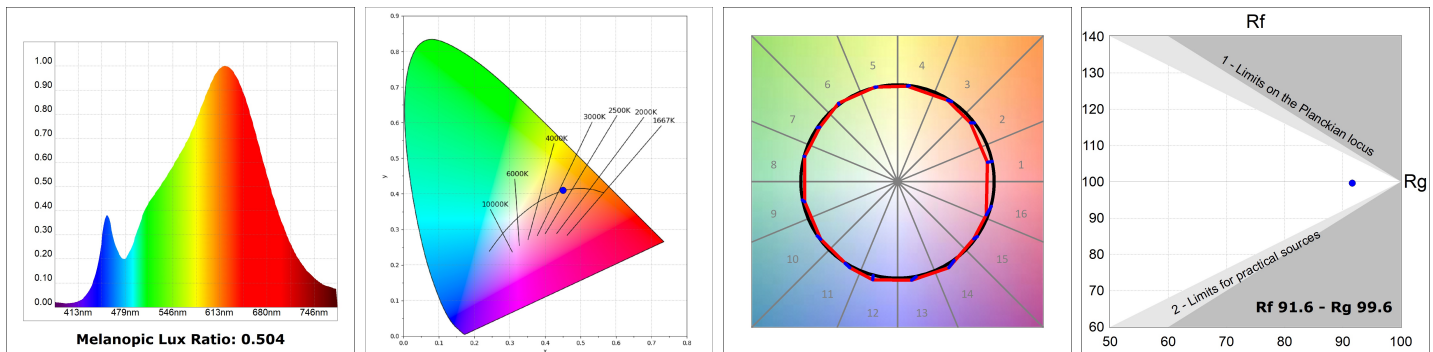 1.00
0.90
0.80
0.70
0.60
0.50
0.40
0.30
0.20
0.10
0.00
413nm 479nm 546nm 613nm 680nm 746nm
Melanopic Lux Ratio: 0.504
0.9
0.8
0.7
0.6
0.5
0.4
0.3
0.2
0.1
0.0
y
2500K
2000K
3000K
1667K
4000K
6000K
10000K
0.0 0.1 0.2 0.3 0.4 0.5 0.6 0.7 0.8
x
5 4
6 3
7 2
8 1
9 16
10 15
11 14
12 13
Rf
140
130
120
110
100
90
80
70
60
1 - Limits on the Planckian locus
Rg
2 - Limits for practical sources
Rf 91.6 - Rg 99.6
50 60 70 80 90 100